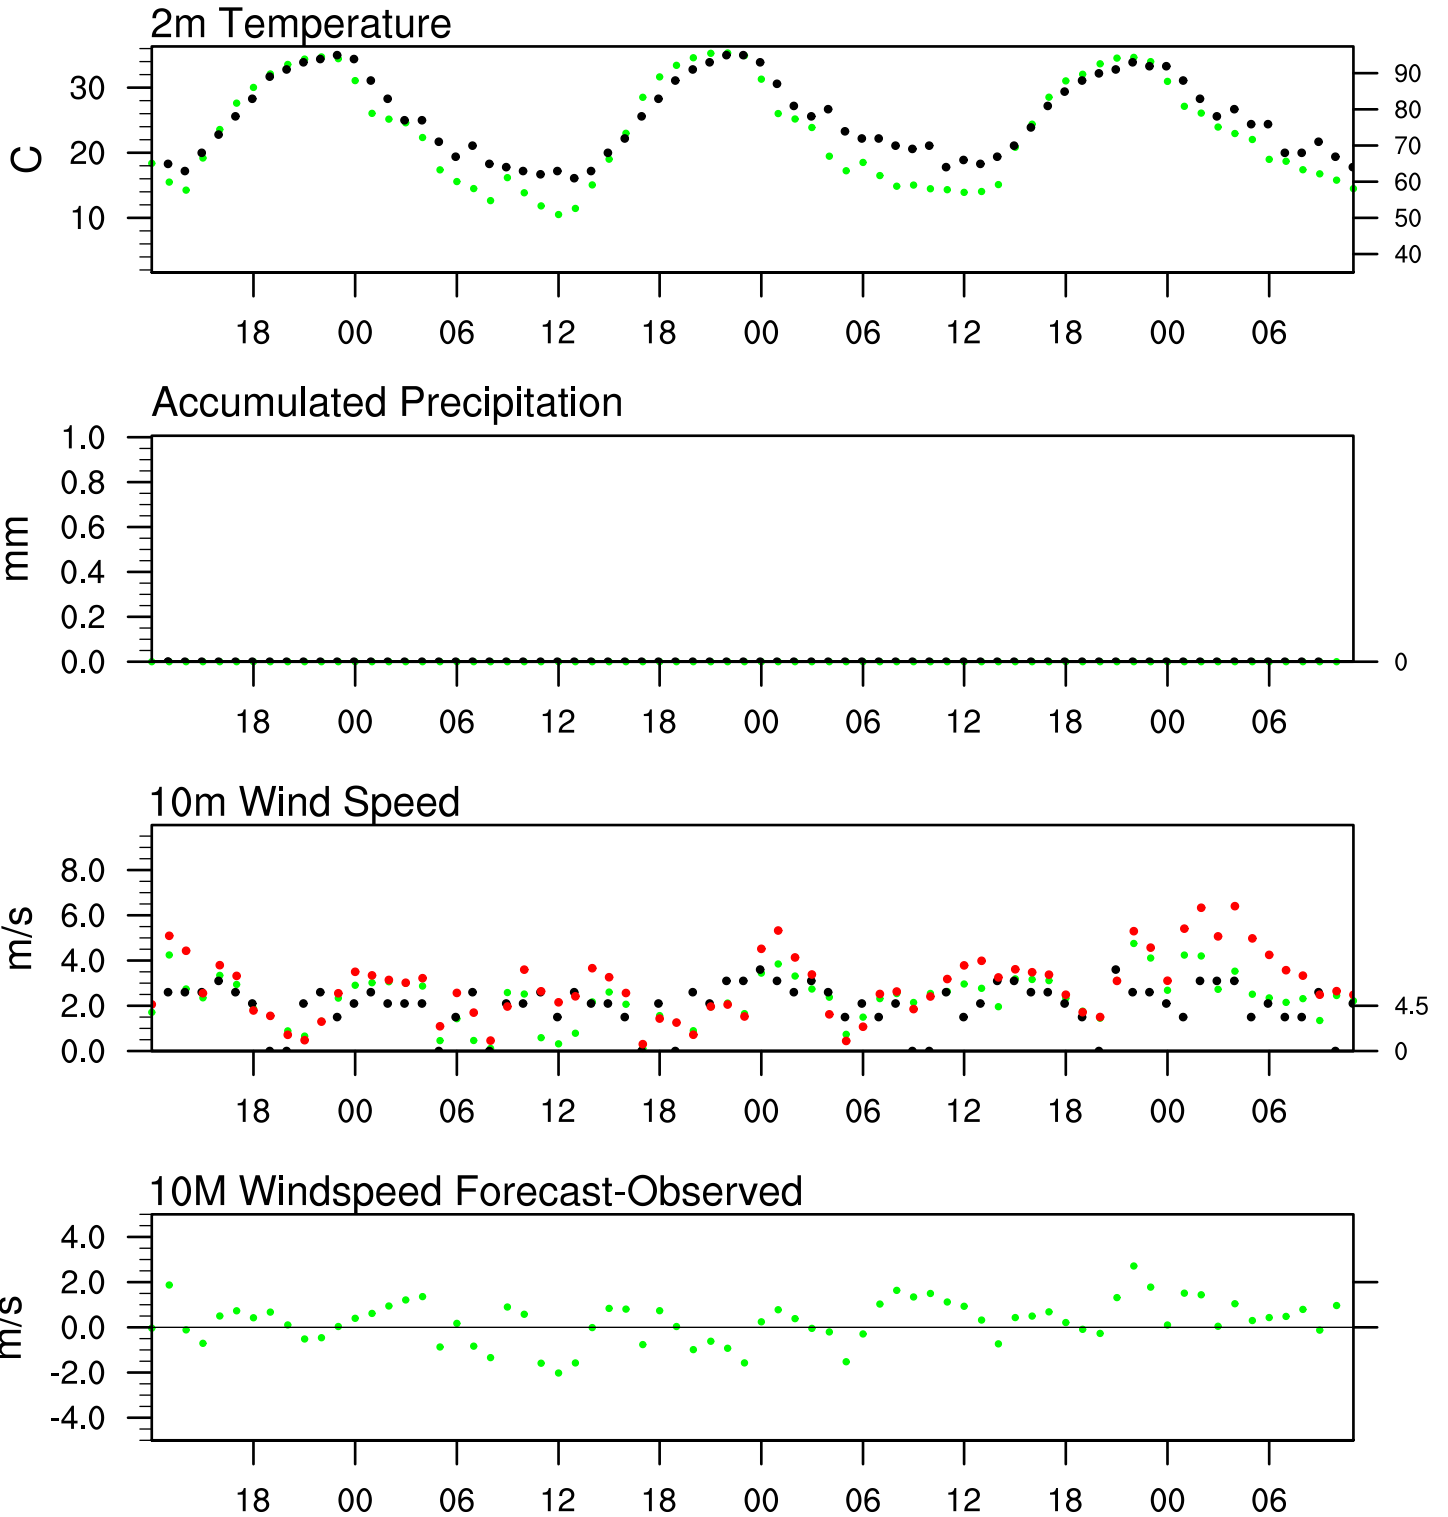 2m Temperature
30
20
10
C
90
80
70
60
50
40
18 00 06 12 18 00 06 12 18 00 06
Accumulated Precipitation
1.0
0.8
0.6
0.4
0.2
0.0
mm
0
18 00 06 12 18 00 06 12 18 00 06
10m Wind Speed
8.0
6.0
4.0
2.0
0.0
m/s
4.5
0
18 00 06 12 18 00 06 12 18 00 06
10M Windspeed Forecast-Observed
4.0
2.0
0.0
-2.0
-4.0
m/s
18 00 06 12 18 00 06 12 18 00 06